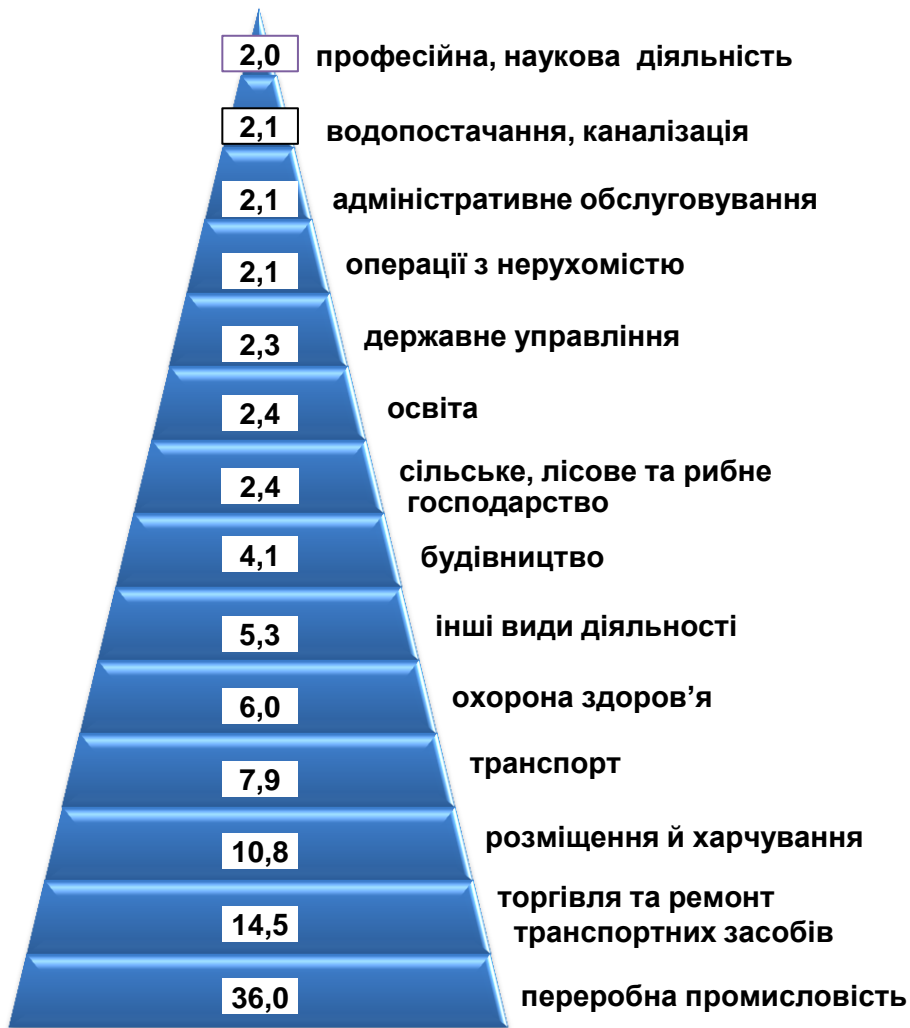 2,0 професійна, наукова діяльність
2,1 водопостачання, каналізація
2,1 адміністративне обслуговування
2,1 операції з нерухомістю
2,3 державне управління
2,4 освіта
2,4 сільське, лісове та рибне
господарство
4,1 будівництво
5,3 інші види діяльності
6,0 охорона здоров’я
7,9 транспорт
10,8 розміщення й харчування
14,5 торгівля та ремонт
транспортних засобів
36,0 переробна промисловість